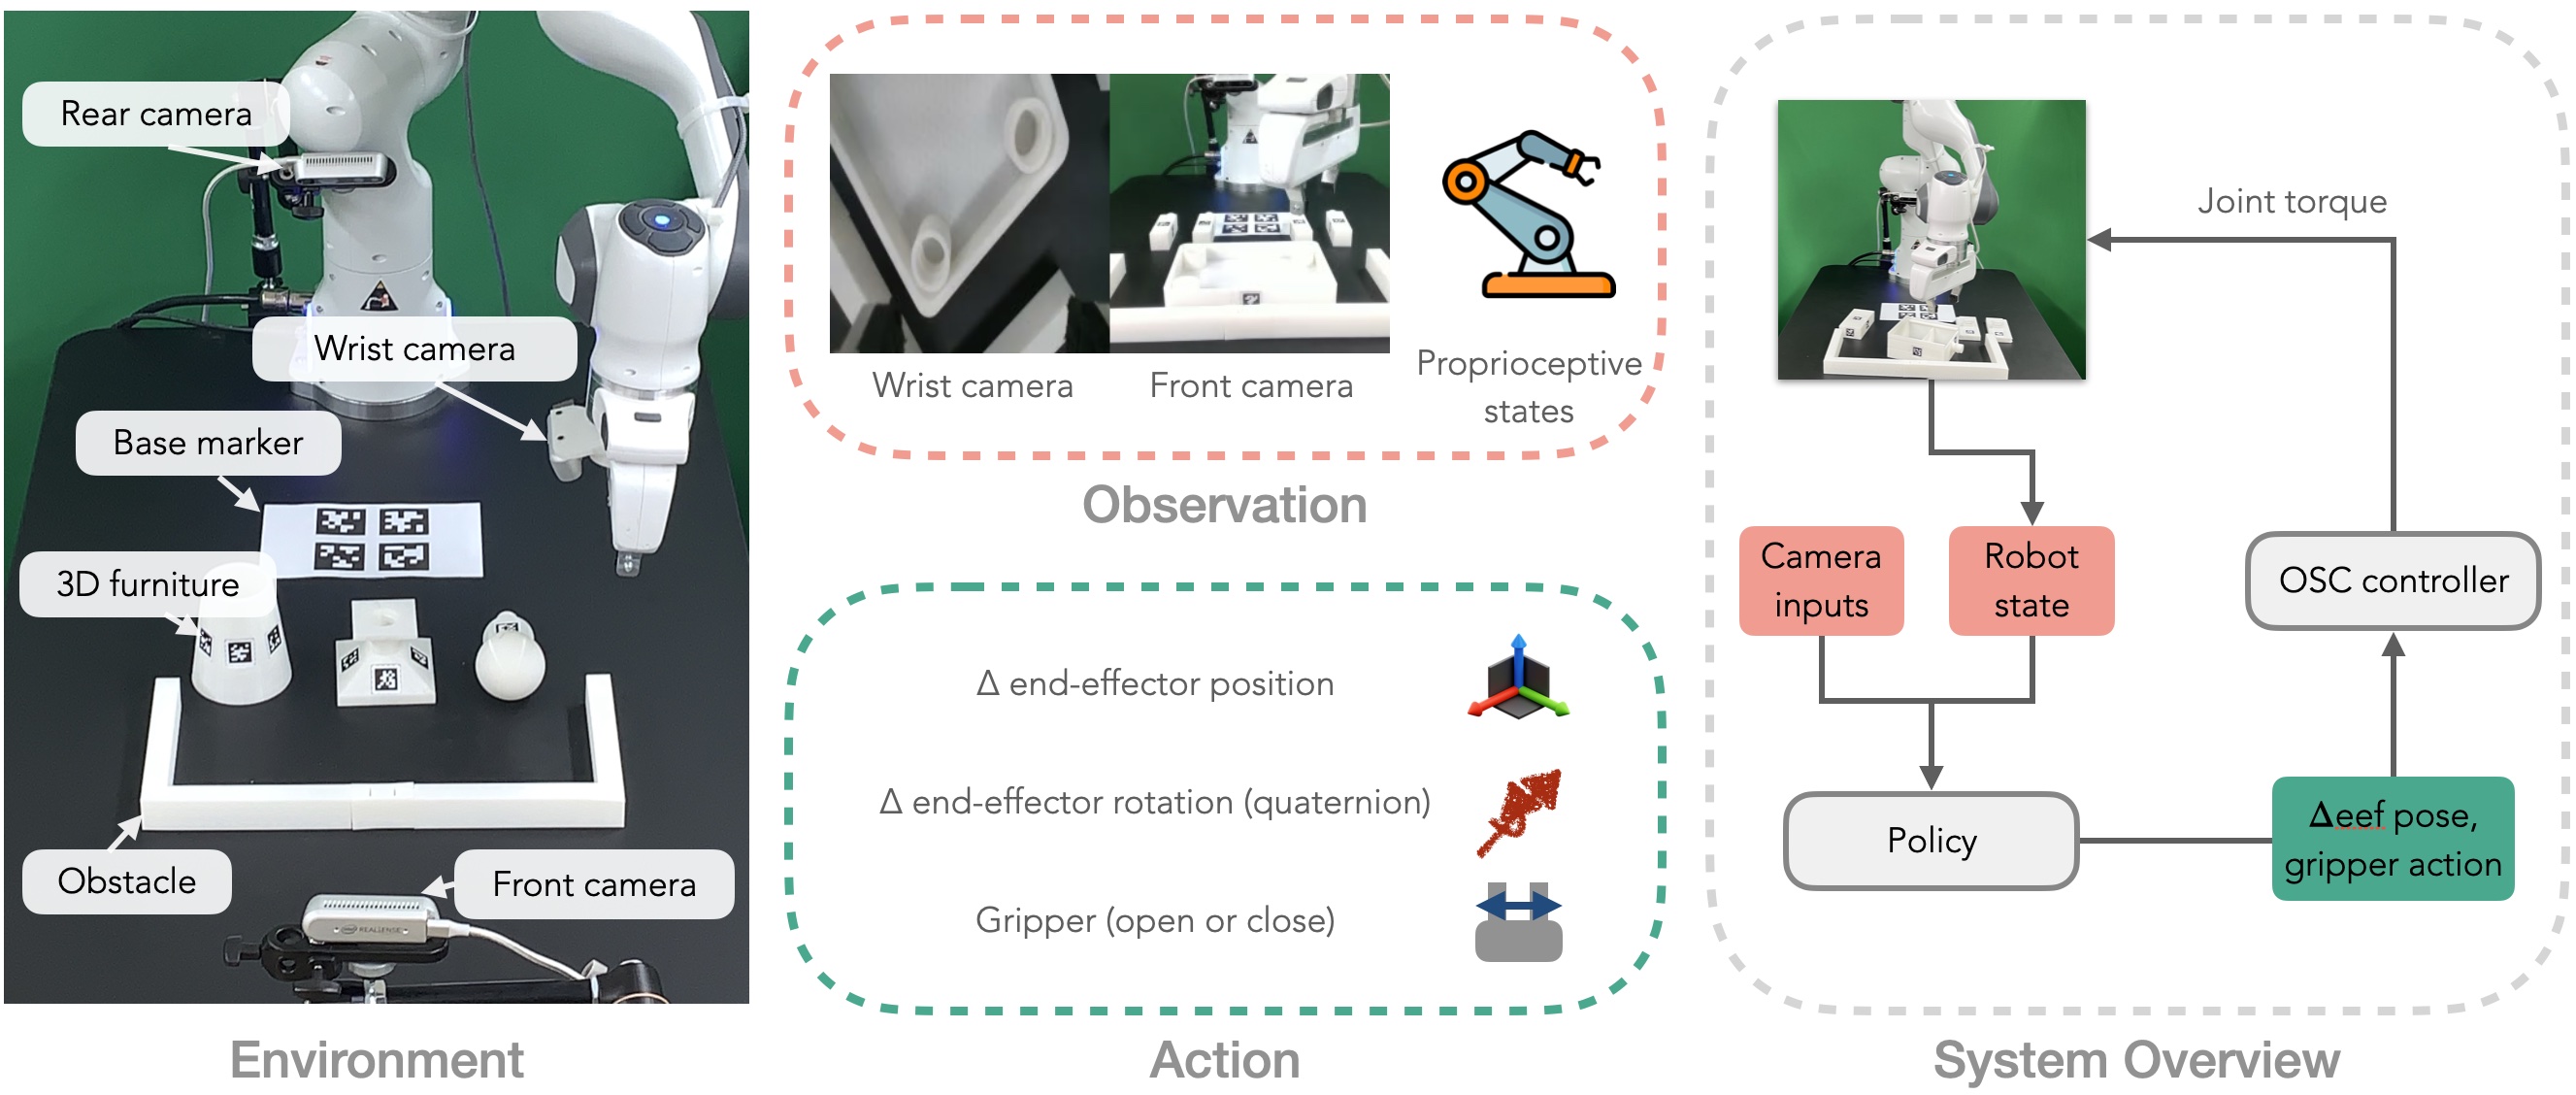 Rear camera
Wrist camera
Base marker
3D furniture
Obstacle
Front camera
REALSENSE
Environment
Wrist camera
Front camera
Proprioceptive
states
Observation
Δ end-effector position
Δ end-effector rotation (quaternion)
Gripper (open or close)
Action
Joint torque
Camera
inputs
Robot
state
OSC controller
Policy
Δeef pose,
gripper action
System Overview